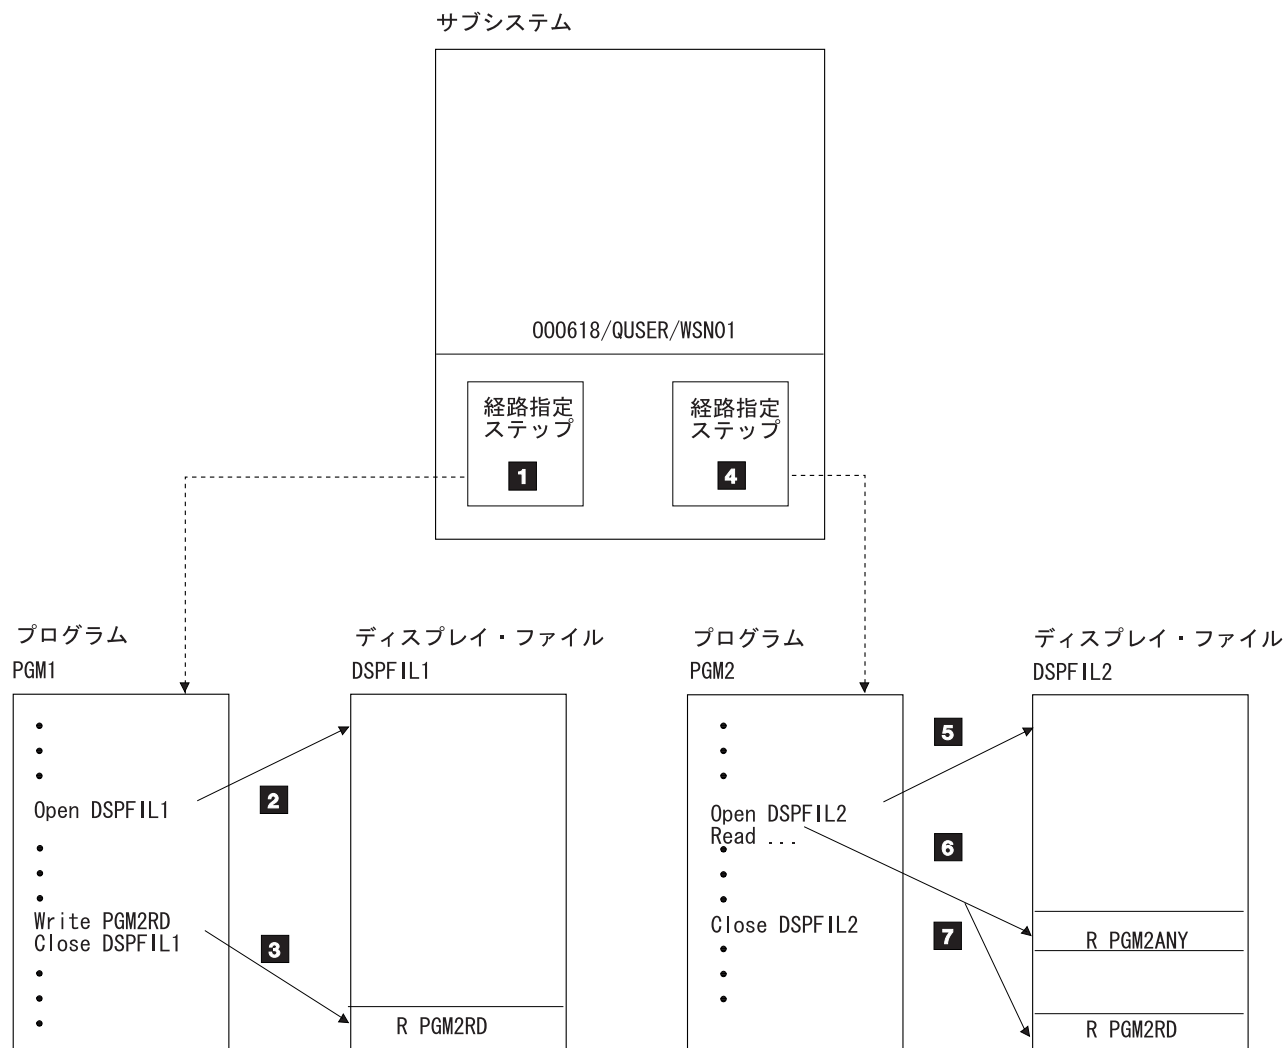 サブシステム
000618/QUSER/WSN01
経路指定
ステップ
1
経路指定
ステップ
4
プログラム
PGM1
ディスプレイ・ファイル
DSPFIL1
プログラム
PGM2
ディスプレイ・ファイル
DSPFIL2
Open DSPFIL1
2
Write PGM2RD
Close DSPFIL1
3
R PGM2RD
Open DSPFIL2
Read ...
Close DSPFIL2
5
6
7
R PGM2ANY
R PGM2RD